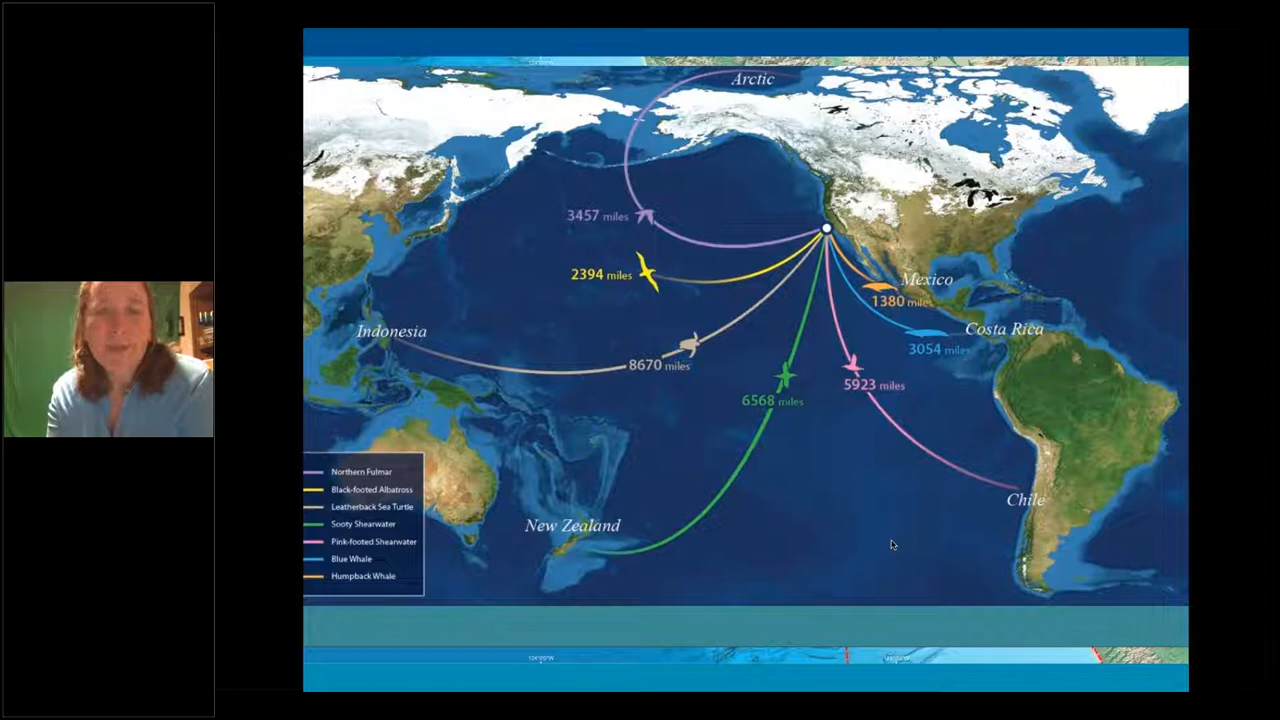 Arctic
3457 miles
2394 miles
Mexico
1380 miles
Indonesia
Costa Rica
3054 miles
8670 miles
5923 miles
6568 miles
Northern Fulmar
Black-footed Albatross
Leatherback Sea Turtle
Sooty Shearwater
Pink-footed Shearwater
Blue Whale
Humpback Whale
Chile
New Zealand